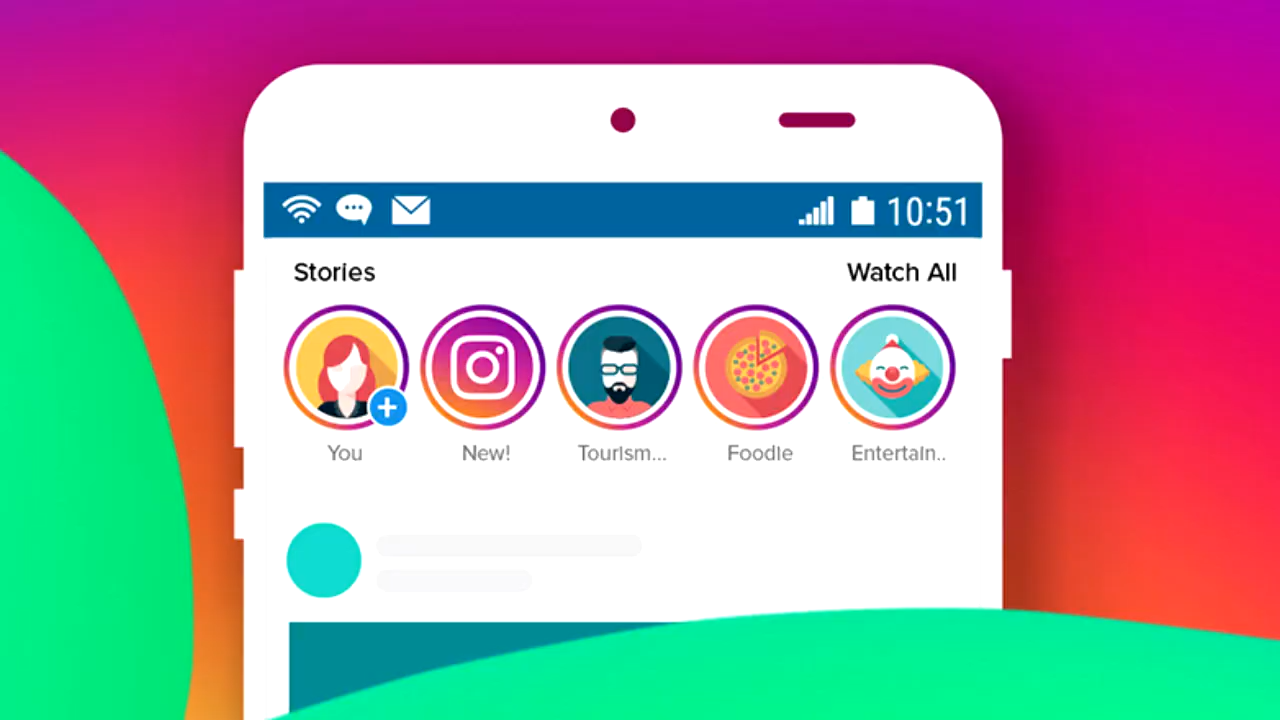 10:51
Stories
Watch All
You
New!
Tourism...
Foodie
Entertain..